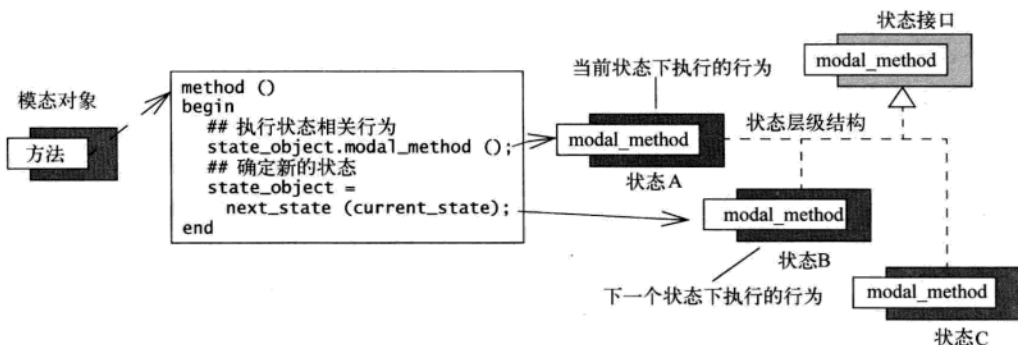 状态接口
modal_method
当前状态下执行的行为
模态对象
方法
method ()
begin
## 执行状态相关行为
state_object.modal_method ();
## 确定新的状态
state_object =
next_state (current_state);
end
modal_method
状态A
状态层级结构
modal_method
状态B
下一个状态下执行的行为
modal_method
状态C